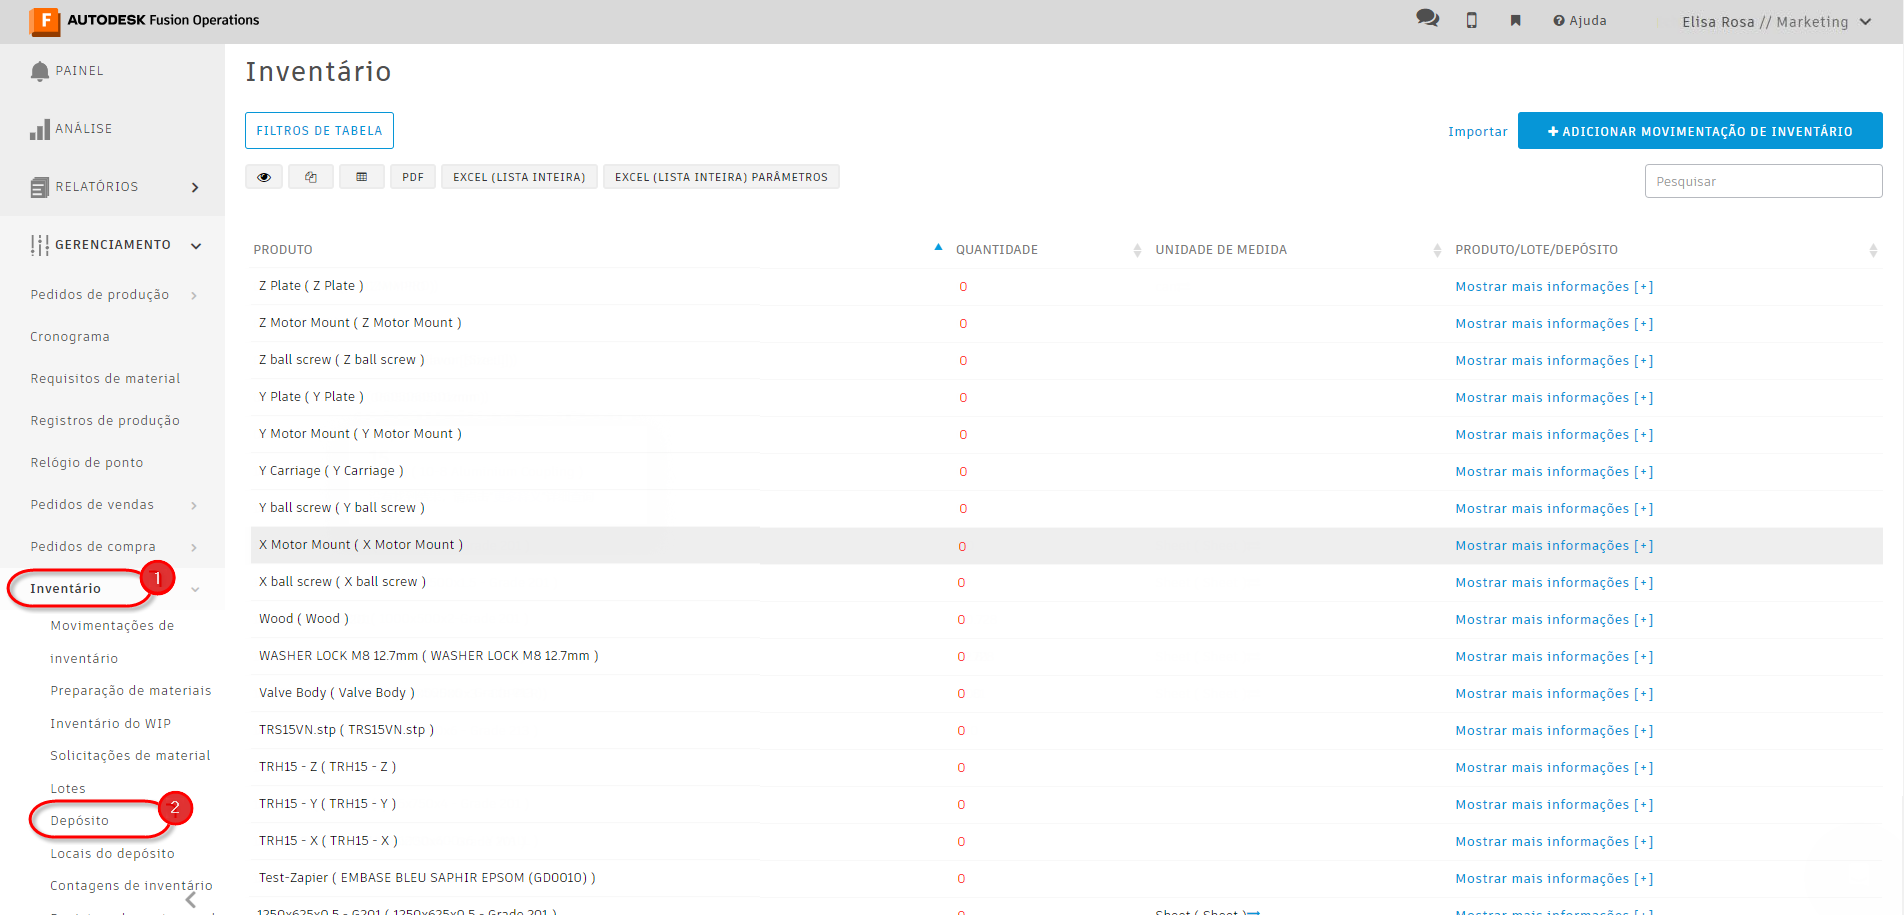 F AUTODESK Fusion Operations
Ajuda
Elisa Rosa // Marketing
PAINEL
ANÁLISE
RELATÓRIOS
GERENCIAMENTO
Pedidos de produção
Cronograma
Requisitos de material
Registros de produção
Relógio de ponto
Pedidos de vendas
Pedidos de compra
Inventário
1
Movimentações de
inventário
Preparação de materiais
Inventário do WIP
Solicitações de material
Lotes
Depósito
2
Locais do depósito
Contagens de inventário
Inventário
FILTROS DE TABELA
Importar
+ ADICIONAR MOVIMENTAÇÃO DE INVENTÁRIO
PDF
EXCEL (LISTA INTEIRA)
EXCEL (LISTA INTEIRA) PARÂMETROS
Pesquisar
PRODUTO QUANTIDADE UNIDADE DE MEDIDA PRODUTO/LOTE/DEPÓSITO
Z Plate ( Z Plate ) 0 Mostrar mais informações [+]
Z Motor Mount ( Z Motor Mount ) 0 Mostrar mais informações [+]
Z ball screw ( Z ball screw ) 0 Mostrar mais informações [+]
Y Plate ( Y Plate ) 0 Mostrar mais informações [+]
Y Motor Mount ( Y Motor Mount ) 0 Mostrar mais informações [+]
Y Carriage ( Y Carriage ) 0 Mostrar mais informações [+]
Y ball screw ( Y ball screw ) 0 Mostrar mais informações [+]
X Motor Mount ( X Motor Mount ) 0 Mostrar mais informações [+]
X ball screw ( X ball screw ) 0 Mostrar mais informações [+]
Wood ( Wood ) 0 Mostrar mais informações [+]
WASHER LOCK M8 12.7mm ( WASHER LOCK M8 12.7mm ) 0 Mostrar mais informações [+]
Valve Body ( Valve Body ) 0 Mostrar mais informações [+]
TRS15VN.stp ( TRS15VN.stp ) 0 Mostrar mais informações [+]
TRH15 - Z ( TRH15 - Z ) 0 Mostrar mais informações [+]
TRH15 - Y ( TRH15 - Y ) 0 Mostrar mais informações [+]
TRH15 - X ( TRH15 - X ) 0 Mostrar mais informações [+]
Test-Zapier ( EMBASE BLEU SAPHIR EPSOM (GD0010) ) 0 Mostrar mais informações [+]
1250x625x0.5 - G201 ( 1250x625x0.5 - Grade 201 ) 0 Sheet ( Sheet ) Mostrar mais informações [+]